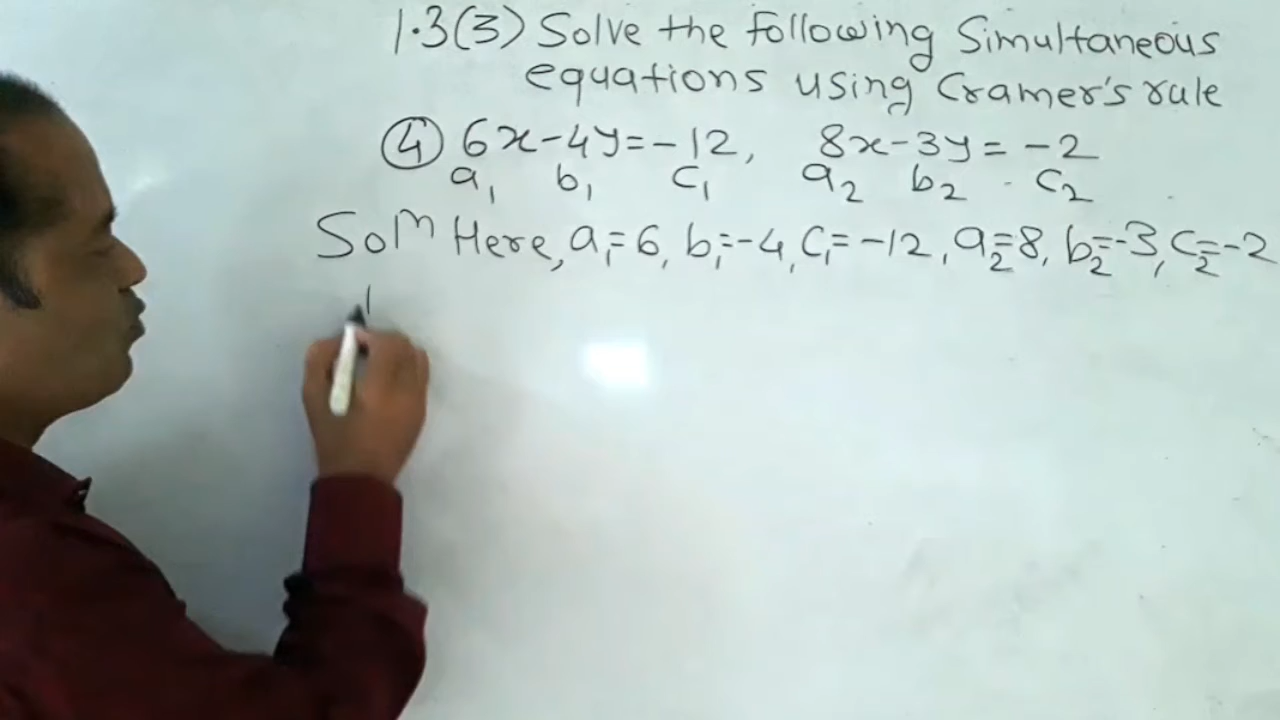 1.3(3) Solve the following Simultaneous
equations using Cramer's rule
④ 6x-4y=-12, 8x-3y=-2
a₁ b₁ c₁ a₂ b₂ c₂
Solⁿ Here, a₁=6, b₁=-4, c₁=-12, a₂=8, b₂=-3, c₂=-2